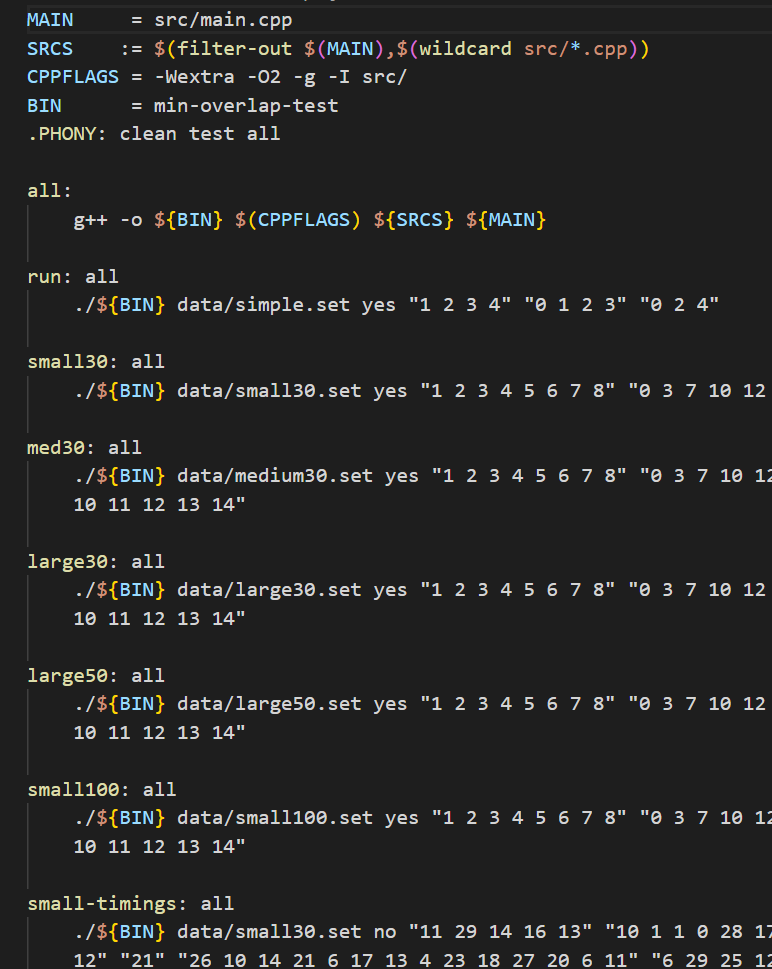 MAIN     = src/main.cpp
SRCS    := $(filter-out $(MAIN),$(wildcard src/*.cpp))
CPPFLAGS = -Wextra -O2 -g -I src/
BIN      = min-overlap-test
.PHONY: clean test all
all:
    g++ -o ${BIN} $(CPPFLAGS) ${SRCS} ${MAIN}
run: all
    ./${BIN} data/simple.set yes "1 2 3 4" "0 1 2 3" "0 2 4"
small30: all
    ./${BIN} data/small30.set yes "1 2 3 4 5 6 7 8" "0 3 7 10 12
med30: all
    ./${BIN} data/medium30.set yes "1 2 3 4 5 6 7 8" "0 3 7 10 12
    10 11 12 13 14"
large30: all
    ./${BIN} data/large30.set yes "1 2 3 4 5 6 7 8" "0 3 7 10 12
    10 11 12 13 14"
large50: all
    ./${BIN} data/large50.set yes "1 2 3 4 5 6 7 8" "0 3 7 10 12
    10 11 12 13 14"
small100: all
    ./${BIN} data/small100.set yes "1 2 3 4 5 6 7 8" "0 3 7 10 12
    10 11 12 13 14"
small-timings: all
    ./${BIN} data/small30.set no "11 29 14 16 13" "10 1 1 0 28 17
    12" "21" "26 10 14 21 6 17 13 4 23 18 27 20 6 11" "6 29 25 12